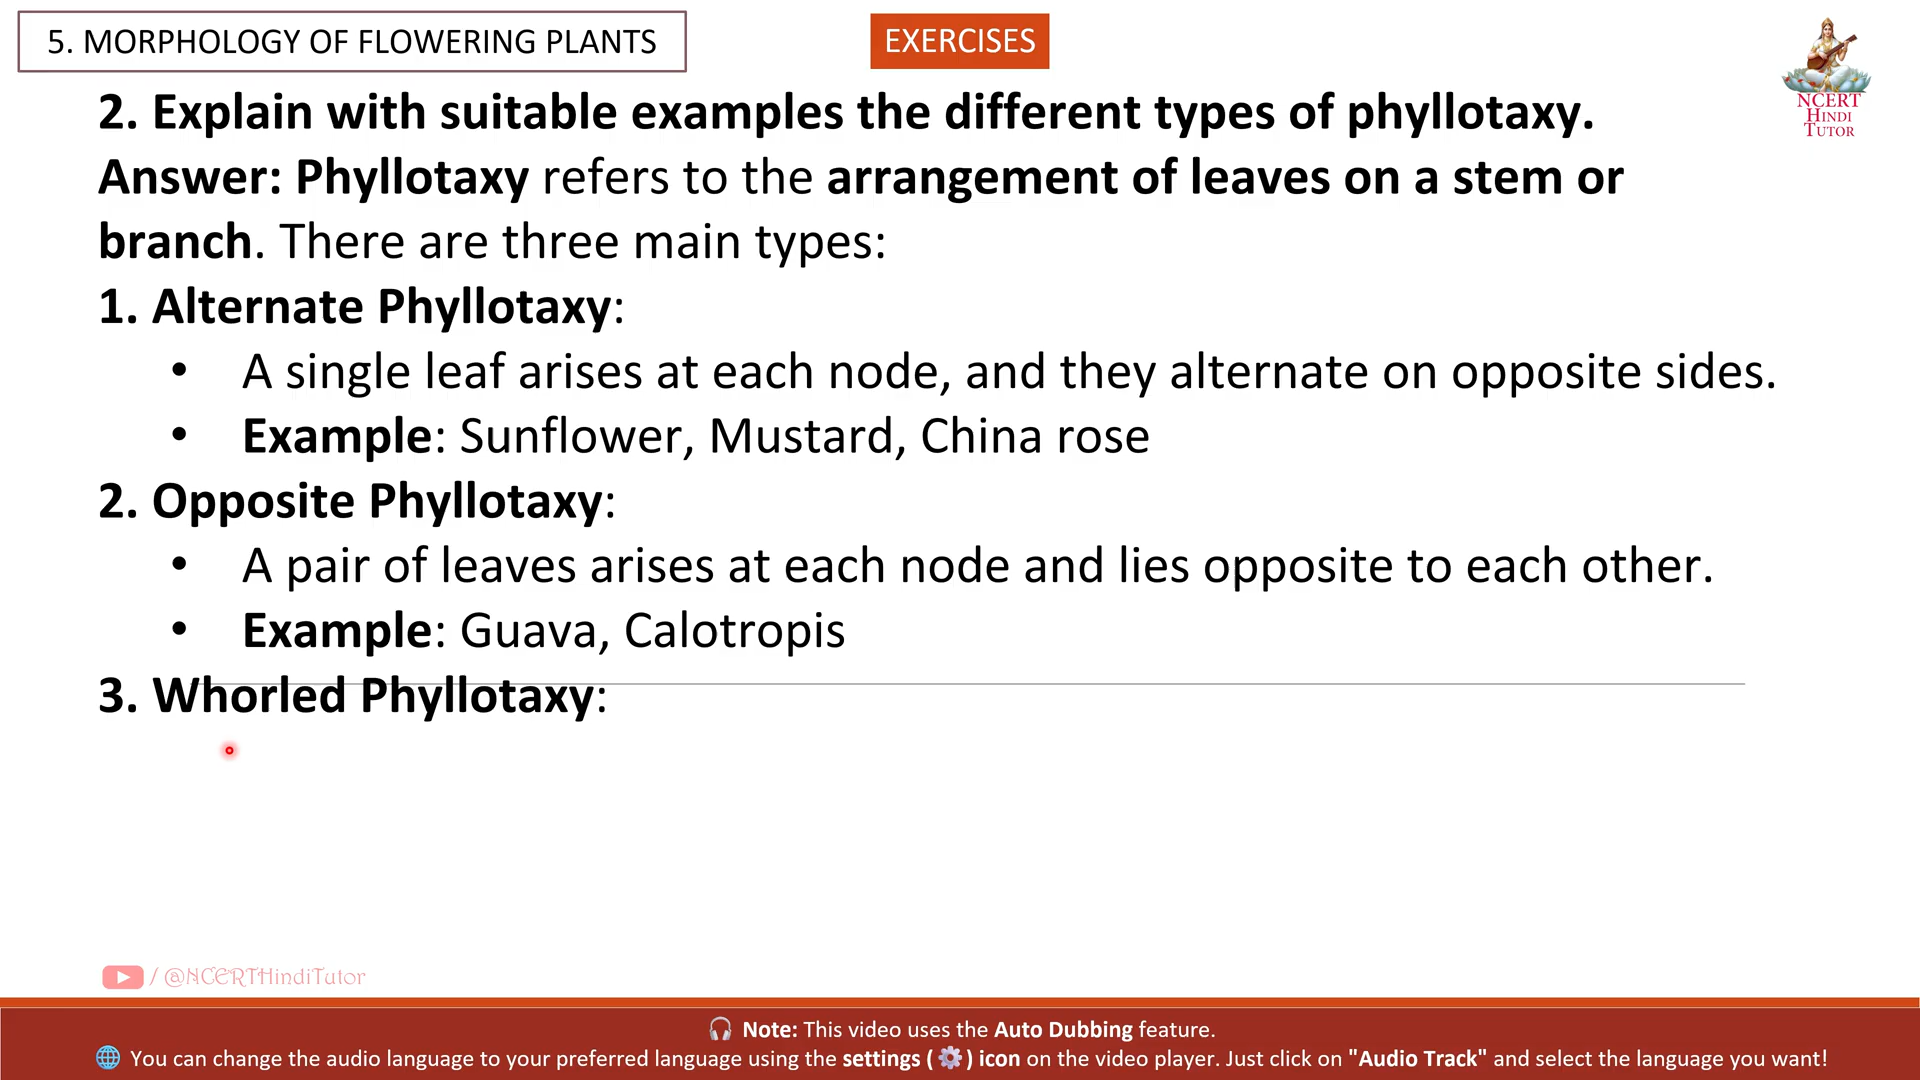 5. MORPHOLOGY OF FLOWERING PLANTS
EXERCISES
NCERT
HINDI
TUTOR
2. Explain with suitable examples the different types of phyllotaxy.
Answer: Phyllotaxy refers to the arrangement of leaves on a stem or
branch. There are three main types:
1. Alternate Phyllotaxy:
• A single leaf arises at each node, and they alternate on opposite sides.
• Example: Sunflower, Mustard, China rose
2. Opposite Phyllotaxy:
• A pair of leaves arises at each node and lies opposite to each other.
• Example: Guava, Calotropis
3. Whorled Phyllotaxy:
/ @NCERTHindiTutor
🎧 Note: This video uses the Auto Dubbing feature.
🌐 You can change the audio language to your preferred language using the settings ( ⚙️ ) icon on the video player. Just click on "Audio Track" and select the language you want!